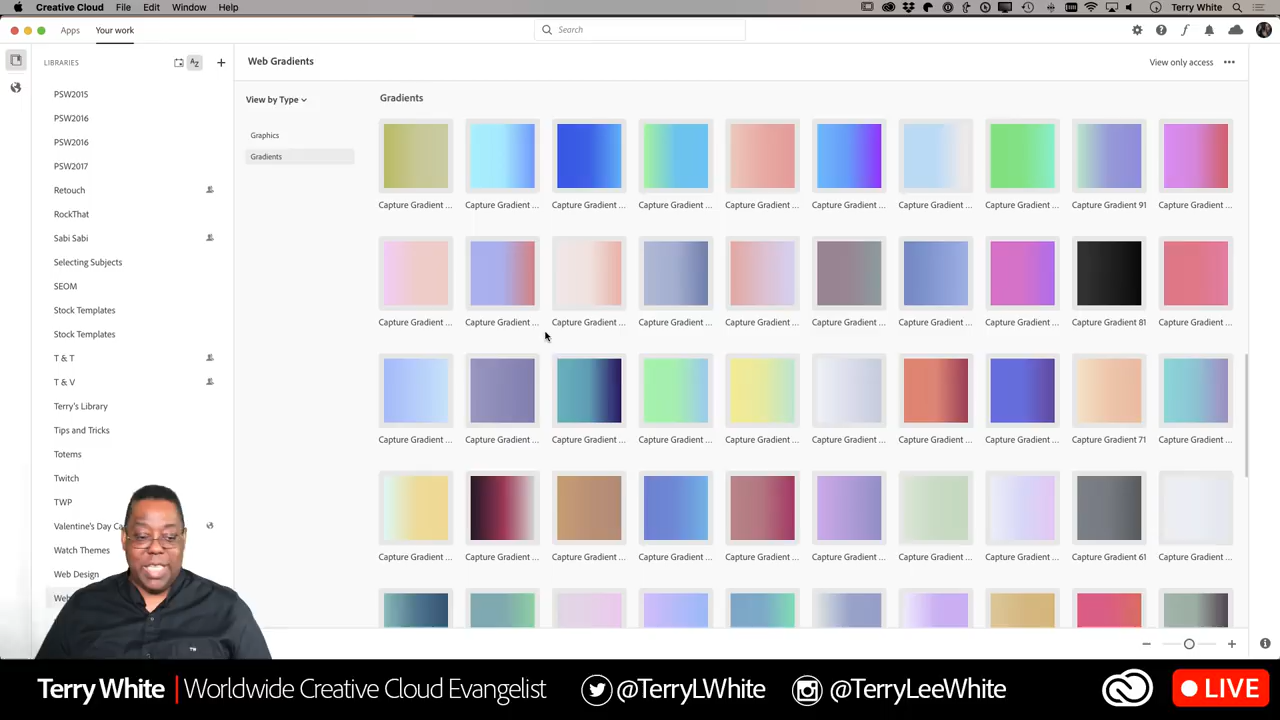 Creative Cloud File Edit Window Help Terry White
Apps Your work Search
LIBRARIES
PSW2015
PSW2016
PSW2016
PSW2017
Retouch
RockThat
Sabi Sabi
Selecting Subjects
SEOM
Stock Templates
Stock Templates
T & T
T & V
Terry's Library
Tips and Tricks
Totems
Twitch
TWP
Valentine's Day Ca
Watch Themes
Web Design
Web Gradients
View only access
View by Type
Graphics
Gradients
Gradients
Capture Gradient ... Capture Gradient ... Capture Gradient ... Capture Gradient ... Capture Gradient ... Capture Gradient ... Capture Gradient ... Capture Gradient ... Capture Gradient 91 Capture Gradient ...
Capture Gradient ... Capture Gradient ... Capture Gradient ... Capture Gradient ... Capture Gradient ... Capture Gradient ... Capture Gradient ... Capture Gradient ... Capture Gradient 81 Capture Gradient ...
Capture Gradient ... Capture Gradient ... Capture Gradient ... Capture Gradient ... Capture Gradient ... Capture Gradient ... Capture Gradient ... Capture Gradient ... Capture Gradient 71 Capture Gradient ...
Capture Gradient ... Capture Gradient ... Capture Gradient ... Capture Gradient ... Capture Gradient ... Capture Gradient ... Capture Gradient ... Capture Gradient ... Capture Gradient 61 Capture Gradient ...
TW
Terry White | Worldwide Creative Cloud Evangelist @TerryLWhite @TerryLeeWhite LIVE